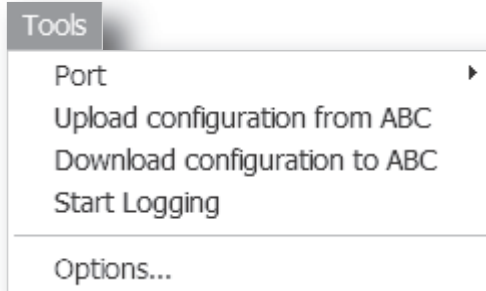 Tools
Port
Upload configuration from ABC
Download configuration to ABC
Start Logging
Options...